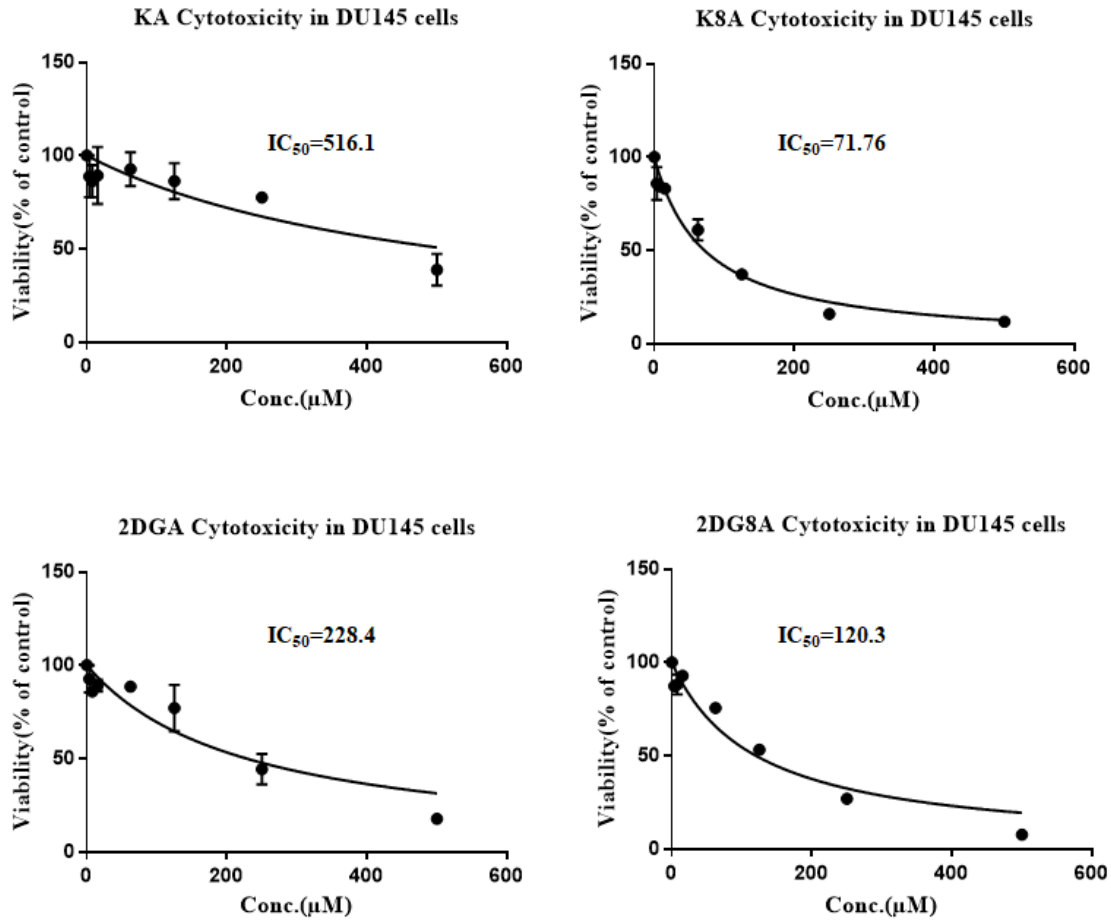 KA Cytotoxicity in DU145 cells
150
100
50
0
Viability(% of control)
IC50=516.1
0 200 400 600
Conc.(µM)
K8A Cytotoxicity in DU145 cells
150
100
50
0
Viability(% of control)
IC50=71.76
0 200 400 600
Conc.(µM)
2DGA Cytotoxicity in DU145 cells
150
100
50
0
Viability(% of control)
IC50=228.4
0 200 400 600
Conc.(µM)
2DG8A Cytotoxicity in DU145 cells
150
100
50
0
Viability(% of control)
IC50=120.3
0 200 400 600
Conc.(µM)